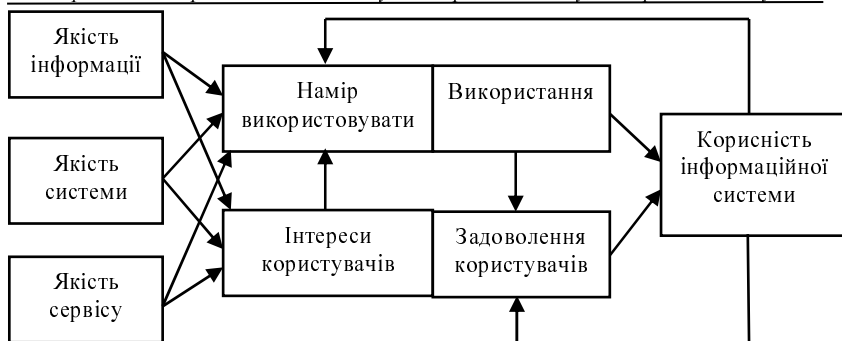 Якість
інформації
Намір
використовувати
Використання
Корисність
інформаційної
системи
Якість
системи
Інтереси
користувачів
Задоволення
користувачів
Якість
сервісу